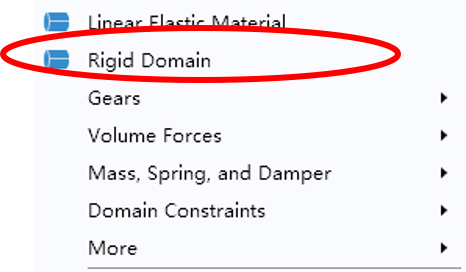 Linear Elastic Material
Rigid Domain
Gears
Volume Forces
Mass, Spring, and Damper
Domain Constraints
More